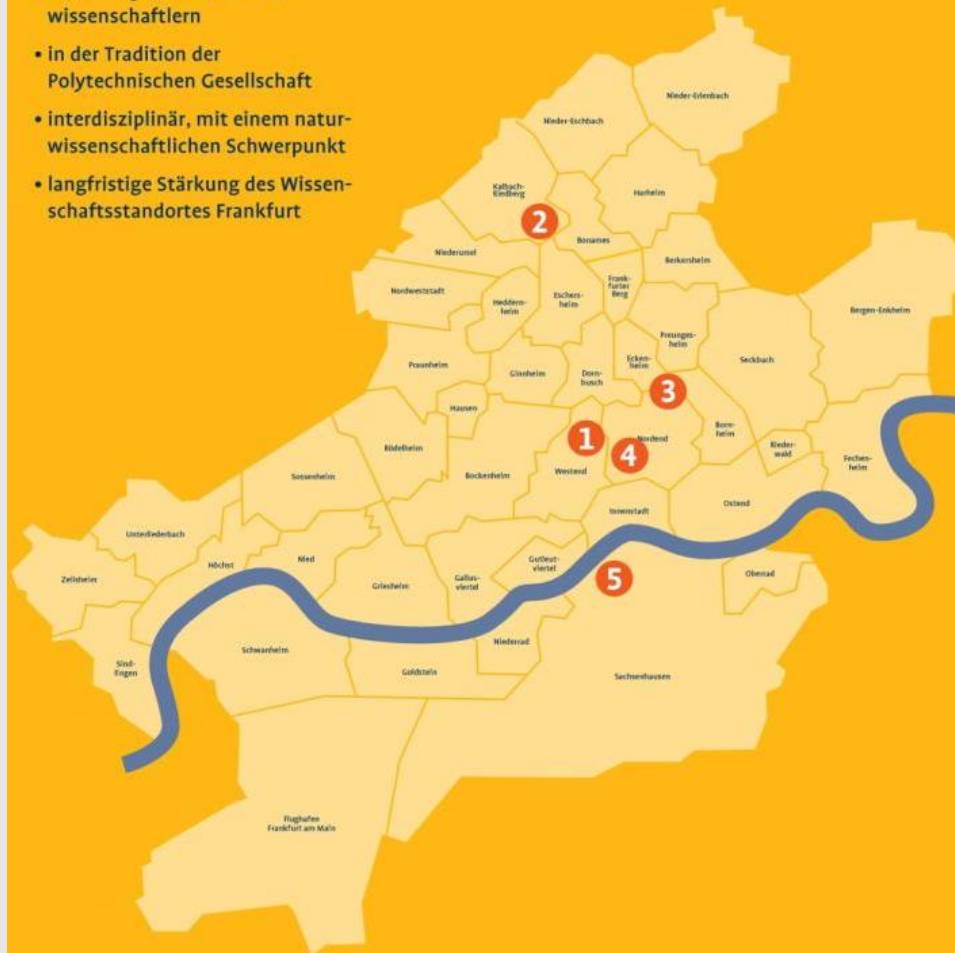 wissenschaftlern
• in der Tradition der
Polytechnischen Gesellschaft
• interdisziplinär, mit einem natur-
wissenschaftlichen Schwerpunkt
• langfristige Stärkung des Wissen-
schaftsstandortes Frankfurt
Nieder-Erlenbach
Nieder-Eschbach
Kalbach-
Riedberg
Harheim
2
Bonames
Niederursel
Berkersheim
Nordweststadt
Frank-
furter
Berg
Heddern-
heim
Eschers-
heim
Bergen-Enkheim
Preunges-
heim
Praunheim
Ginnheim
Dorn-
busch
Ecken-
heim
Seckbach
3
Hausen
Born-
heim
1
Nordend
4
Rödelheim
Bockenheim
Westend
Rieder-
wald
Fechen-
heim
Sossenheim
Ostend
Innenstadt
Unterliederbach
Höchst
Nied
Zeilsheim
Griesheim
Gallus-
viertel
Gutleut-
viertel
5
Oberrad
Schwanheim
Niederrad
Sind-
lingen
Goldstein
Sachsenhausen
Flughafen
Frankfurt am Main